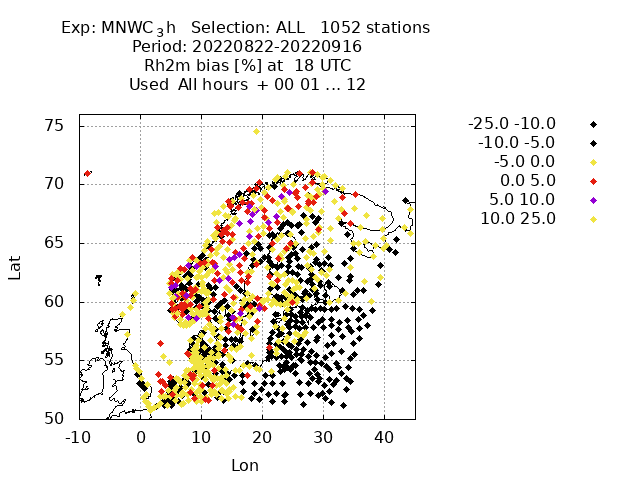 Exp: MNWC_3h   Selection: ALL   1052 stations
Period: 20220822-20220916
Rh2m bias [%] at  18 UTC
Used  All hours  + 00 01 ... 12
-25.0 -10.0
-10.0 -5.0
-5.0 0.0
0.0 5.0
5.0 10.0
10.0 25.0
75
70
65
60
55
50
Lat
-10 0 10 20 30 40
Lon